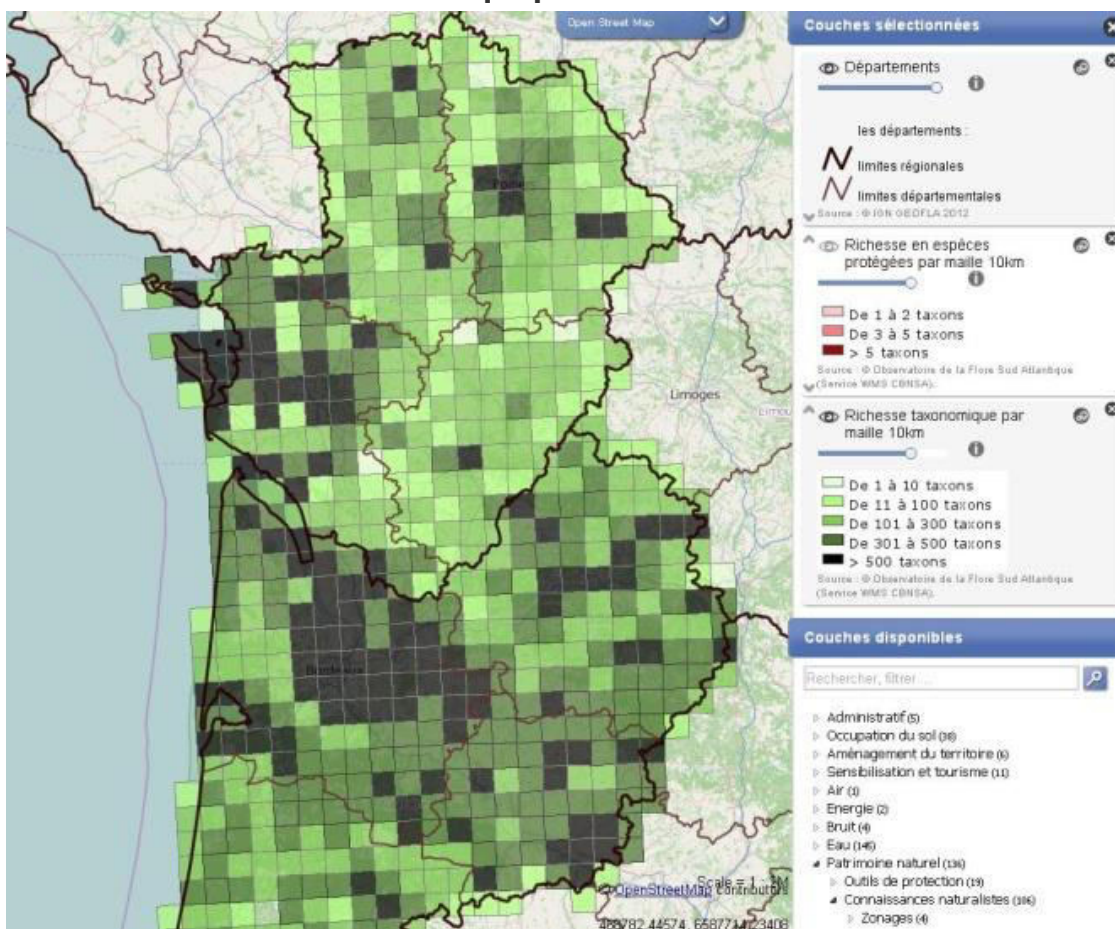 Open Street Map
Couches sélectionnées
Départements
les départements :
limites régionales
limites départementales
Source : © IGN GEOFLA 2012
Richesse en espèces
protégées par maille 10km
De 1 à 2 taxons
De 3 à 5 taxons
> 5 taxons
Source : © Observatoire de la Flore Sud Atlantique
(Service WMS CBNSA).
Richesse taxonomique par
maille 10km
De 1 à 10 taxons
De 11 à 100 taxons
De 101 à 300 taxons
De 301 à 500 taxons
> 500 taxons
Source : © Observatoire de la Flore Sud Atlantique
(Service WMS CBNSA).
Limoges
Bordeaux
Couches disponibles
Rechercher, filtrer ...
Administratif (5)
Occupation du sol (38)
Aménagement du territoire (6)
Sensibilisation et tourisme (11)
Air (1)
Energie (2)
Bruit (4)
Eau (145)
Patrimoine naturel (136)
Outils de protection (19)
Connaissances naturalistes (106)
Zonages (4)
Scale = 1 :
© OpenStreetMap contributors